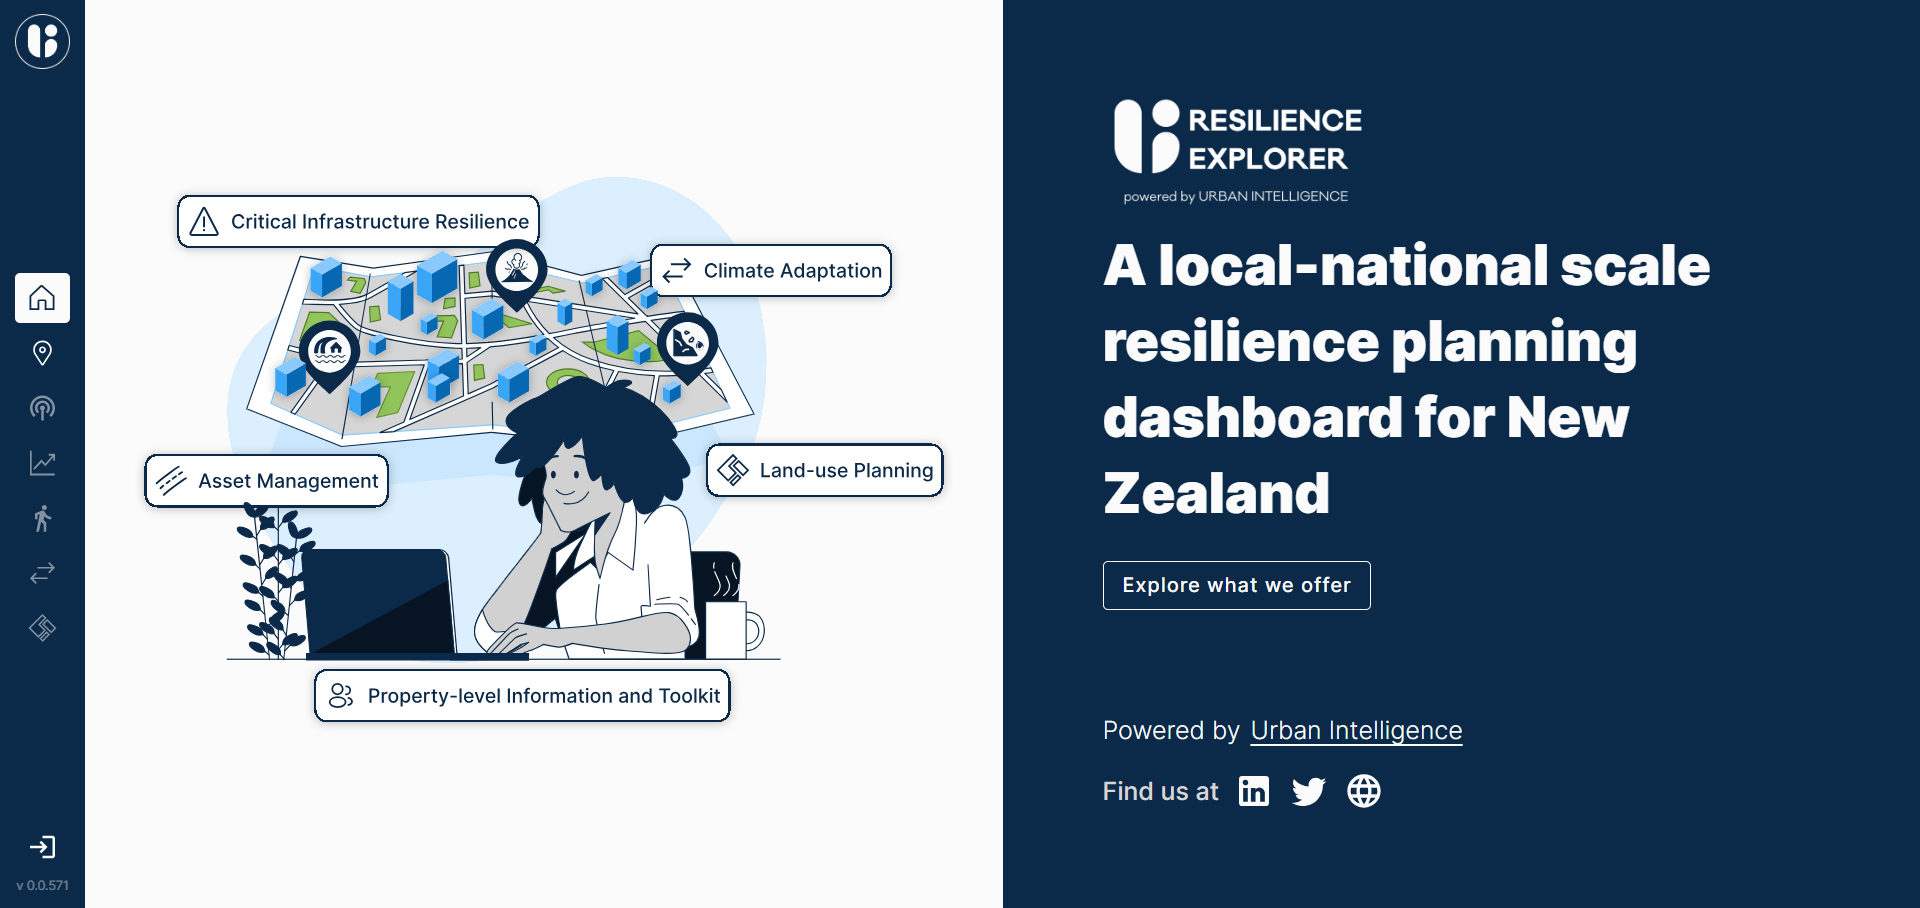 Critical Infrastructure Resilience
Climate Adaptation
Asset Management
Land-use Planning
Property-level Information and Toolkit
v 0.0.571
RESILIENCE
EXPLORER
powered by URBAN INTELLIGENCE
A local-national scale
resilience planning
dashboard for New
Zealand
Explore what we offer
Powered by Urban Intelligence
Find us at